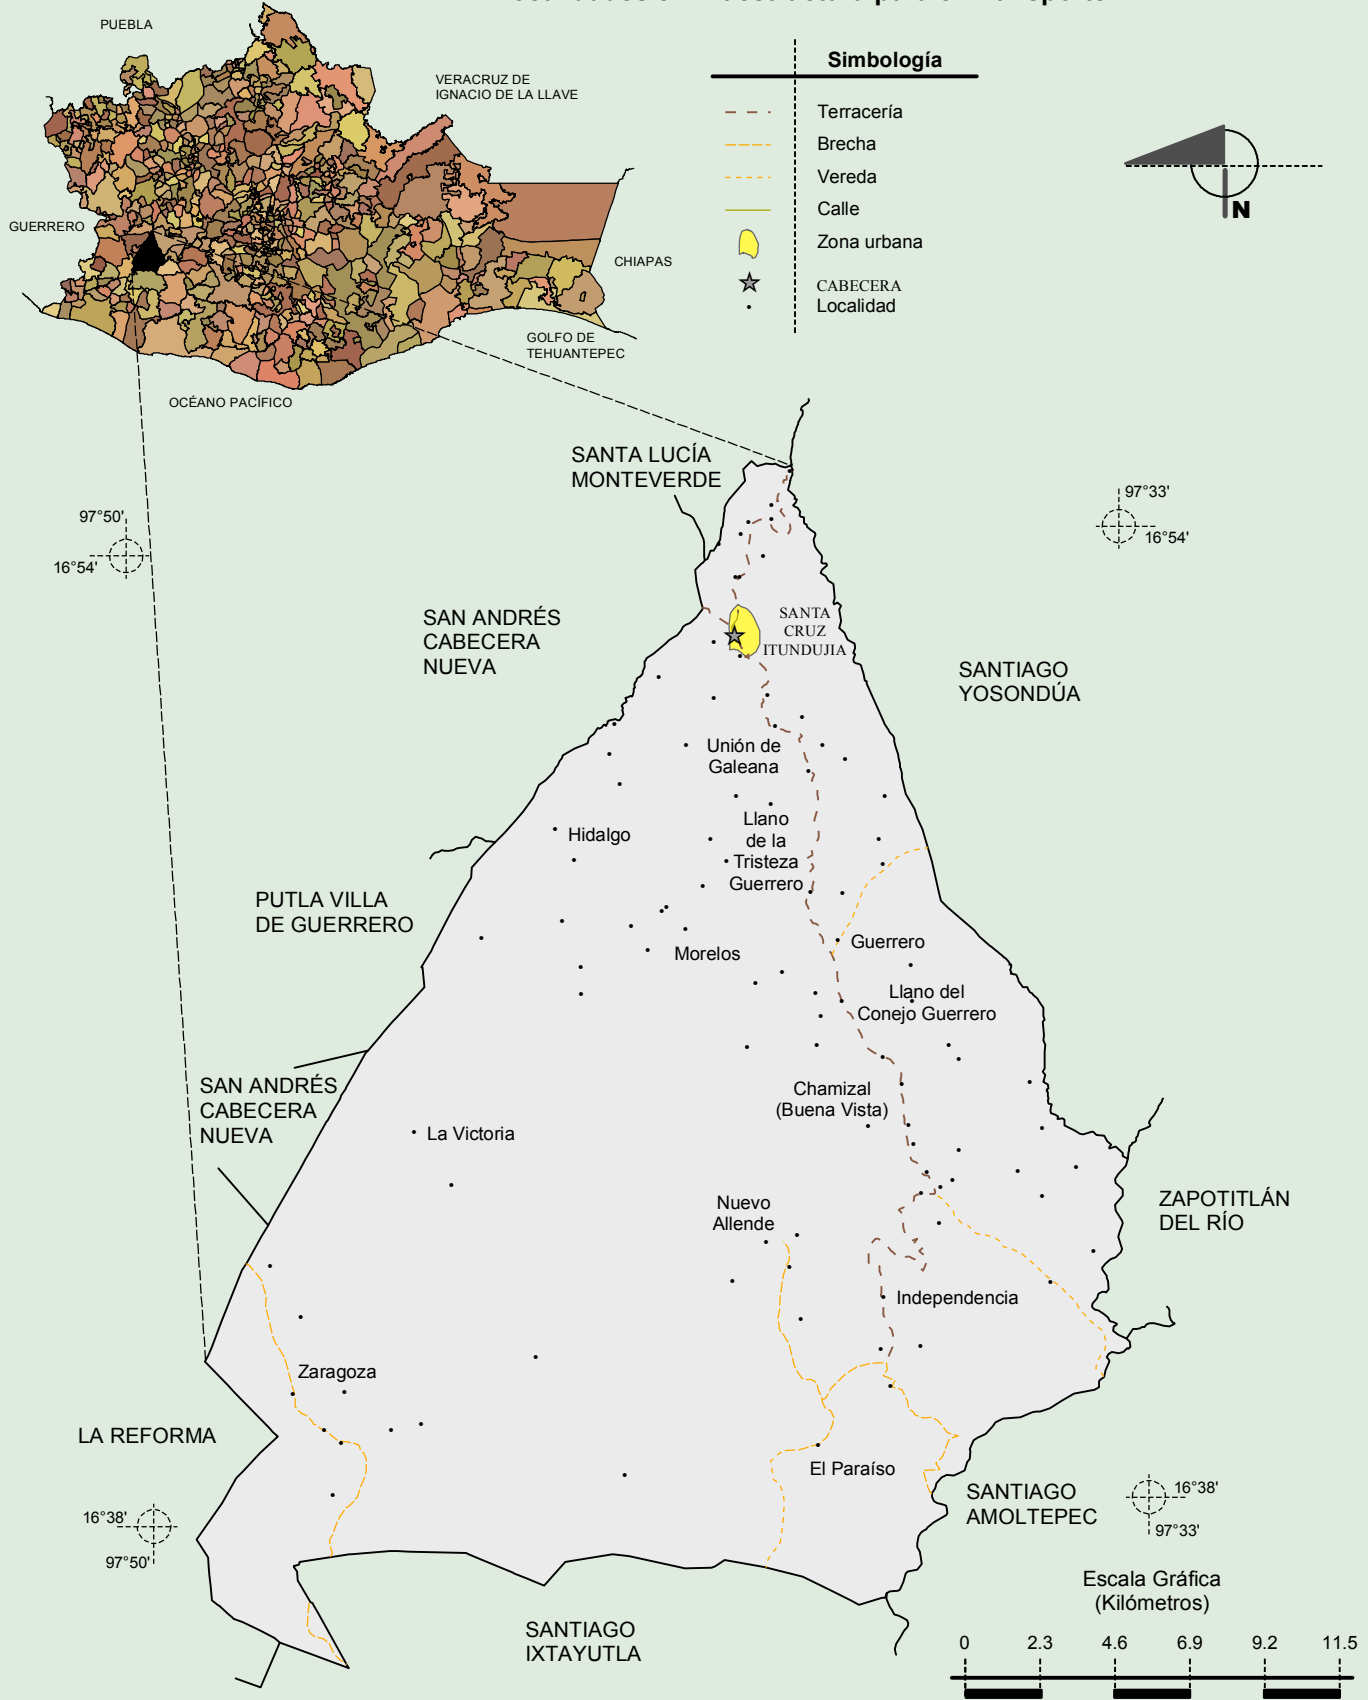 PUEBLA
VERACRUZ DE
IGNACIO DE LA LLAVE
GUERRERO
CHIAPAS
GOLFO DE
TEHUANTEPEC
OCÉANO PACÍFICO
Simbología
Terracería
Brecha
Vereda
Calle
Zona urbana
CABECERA
Localidad
N
SANTA LUCÍA
MONTEVERDE
97°50'
16°54'
97°33'
16°54'
SAN ANDRÉS
CABECERA
NUEVA
SANTA
CRUZ
ITUNDUJIA
SANTIAGO
YOSONDÚA
Unión de
Galeana
Llano
de la
Tristeza
Guerrero
Hidalgo
PUTLA VILLA
DE GUERRERO
Morelos
Guerrero
Llano del
Conejo Guerrero
SAN ANDRÉS
CABECERA
NUEVA
Chamizal
(Buena Vista)
La Victoria
Nuevo
Allende
ZAPOTITLÁN
DEL RÍO
Independencia
Zaragoza
LA REFORMA
El Paraíso
SANTIAGO
AMOLTEPEC
16°38'
97°50'
16°38'
97°33'
SANTIAGO
IXTAYUTLA
Escala Gráfica
(Kilómetros)
0 2.3 4.6 6.9 9.2 11.5